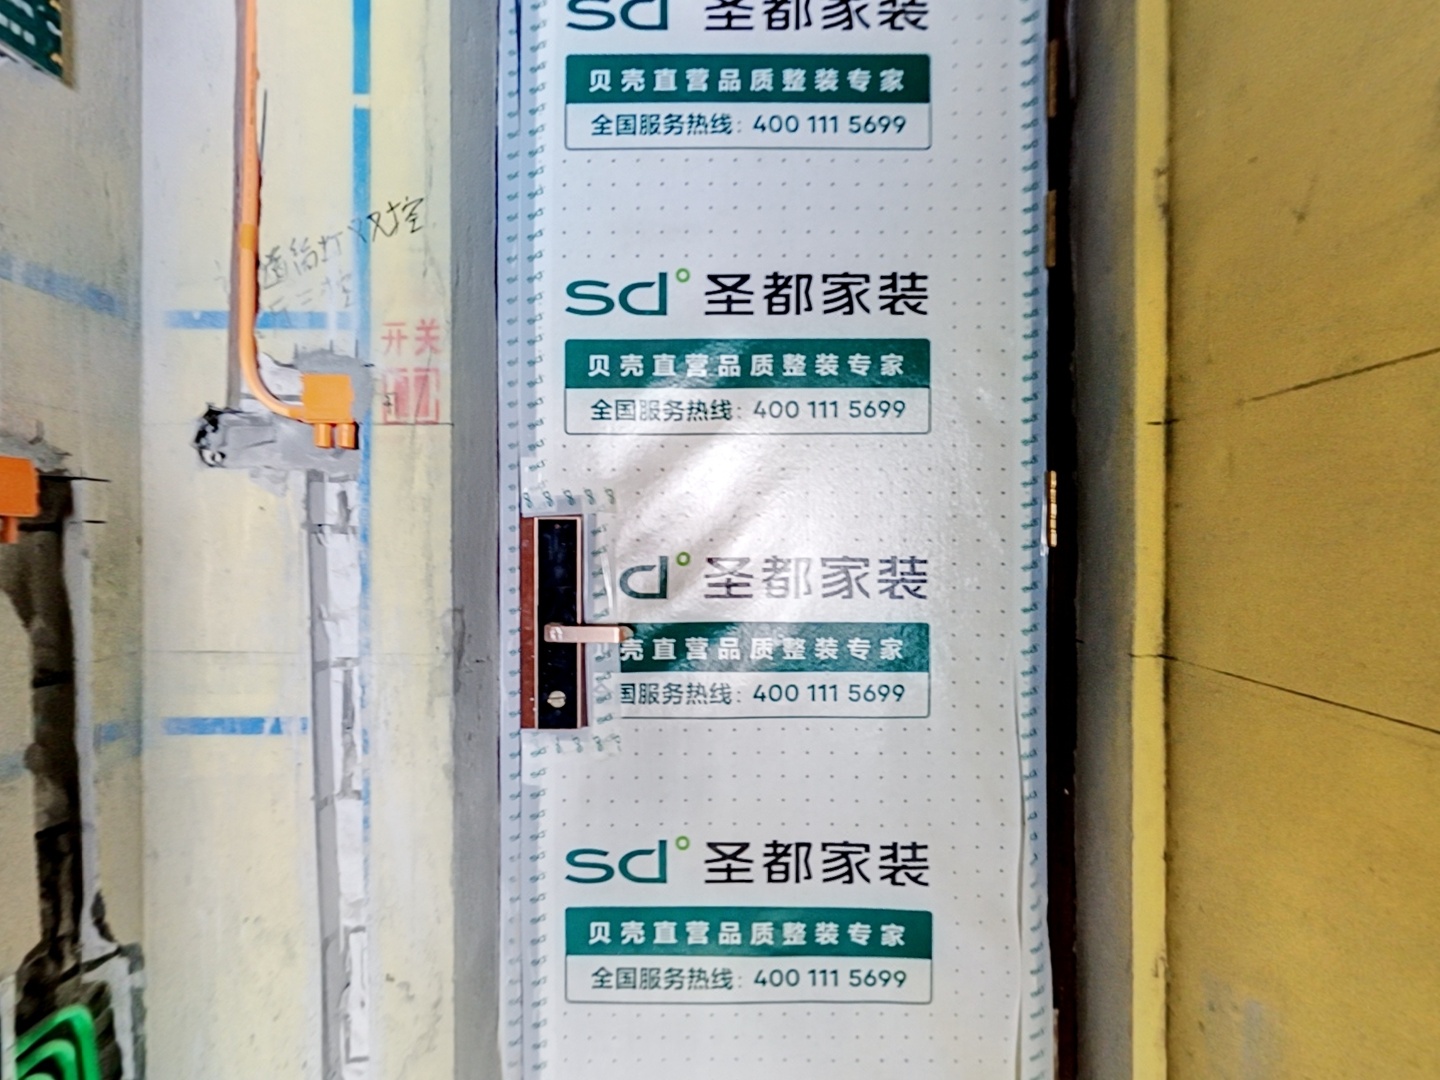 sd 圣都家装
贝壳直营品质整装专家
全国服务热线: 400 111 5699
双控
开关
sd° 圣都家装
贝壳直营品质整装专家
全国服务热线: 400 111 5699
d° 圣都家装
壳直营品质整装专家
国服务热线: 400 111 5699
sd° 圣都家装
贝壳直营品质整装专家
全国服务热线: 400 111 5699